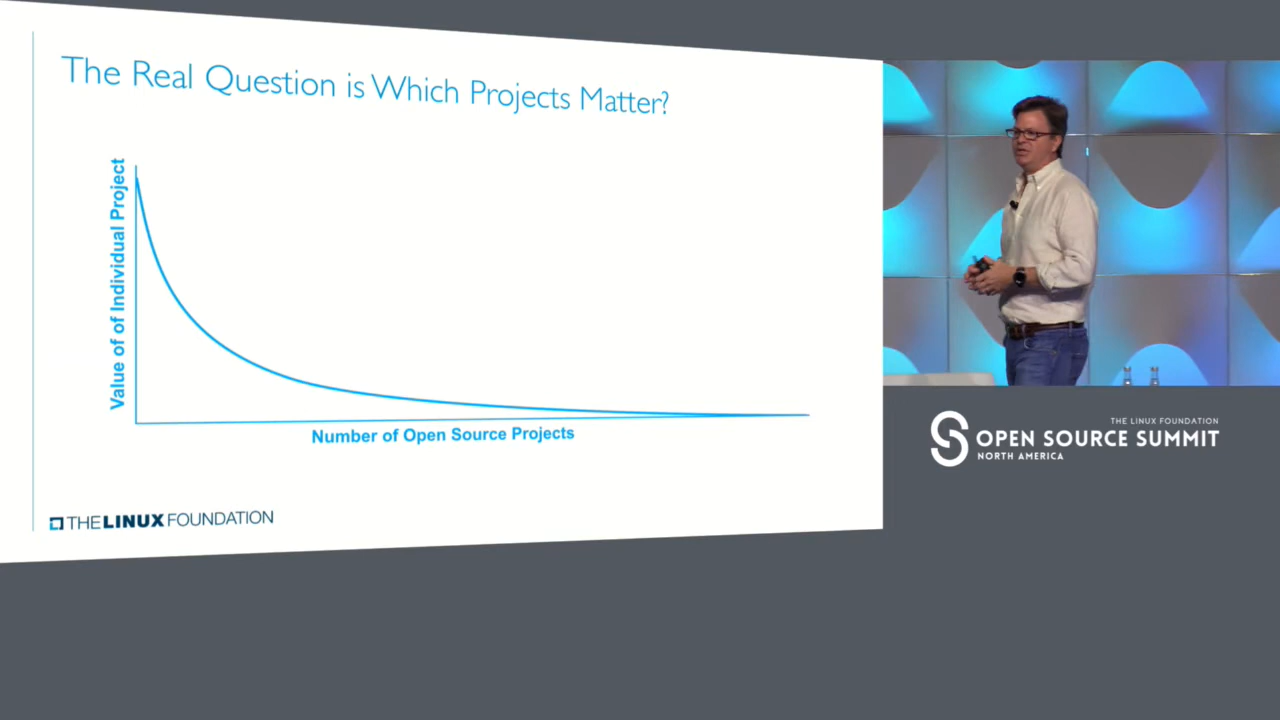 The Real Question is Which Projects Matter?
Value of of Individual Project
Number of Open Source Projects
THE LINUX FOUNDATION
THE LINUX FOUNDATION
OPEN SOURCE SUMMIT
NORTH AMERICA